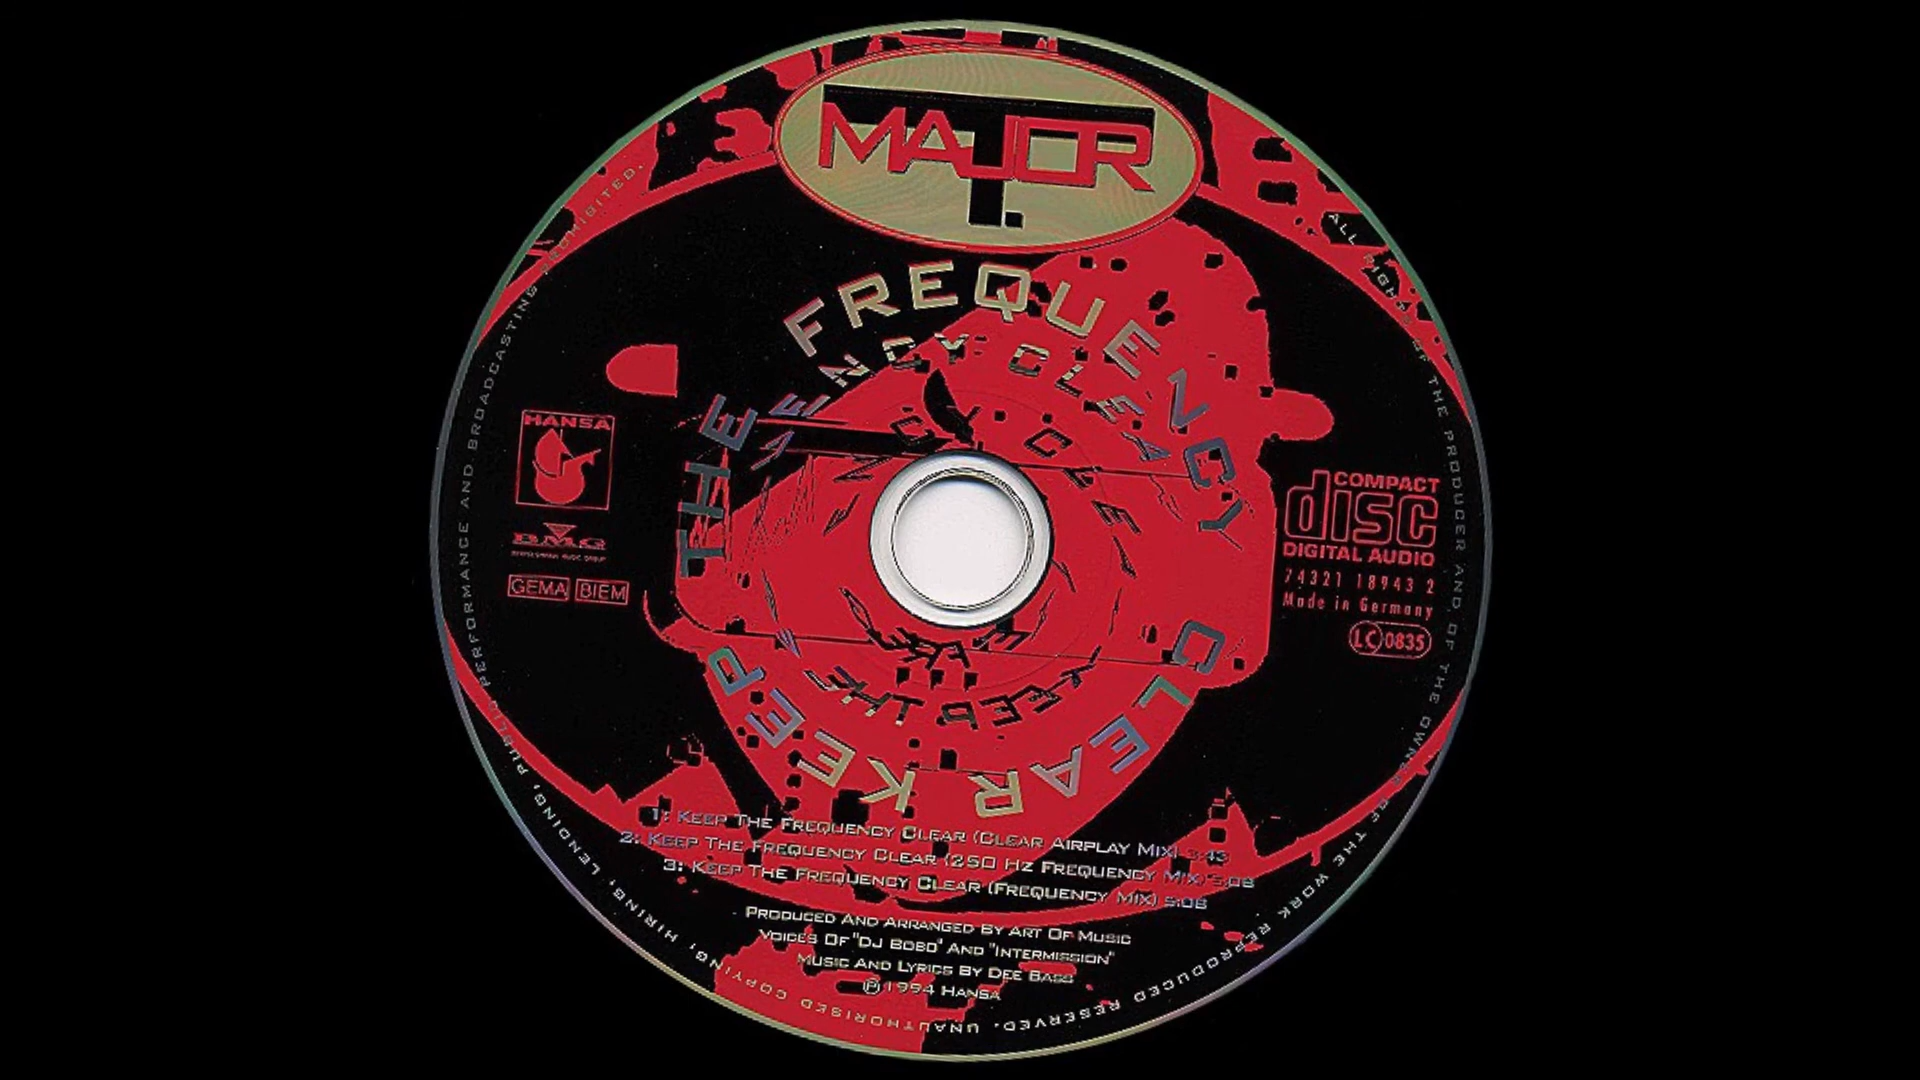 MAJOR
T.
KEEP THE FREQUENCY CLEAR
HANSA
BMG
GEMA BIEM
COMPACT
disc
DIGITAL AUDIO
74321 18943 2
Made in Germany
LC 0835
1: KEEP THE FREQUENCY CLEAR (CLEAR AIRPLAY MIX) 3:43
2: KEEP THE FREQUENCY CLEAR (250 HZ FREQUENCY MIX) 5:08
3: KEEP THE FREQUENCY CLEAR (FREQUENCY MIX) 5:08
PRODUCED AND ARRANGED BY ART OF MUSIC
VOICES OF "DJ BOBO" AND "INTERMISSION"
MUSIC AND LYRICS BY DEE BASS
℗ 1994 HANSA
ALL RIGHTS OF THE PRODUCER AND OF THE OWNER OF THE WORK REPRODUCED RESERVED. UNAUTHORISED COPYING, HIRING, LENDING, PUBLIC PERFORMANCE AND BROADCASTING PROHIBITED.